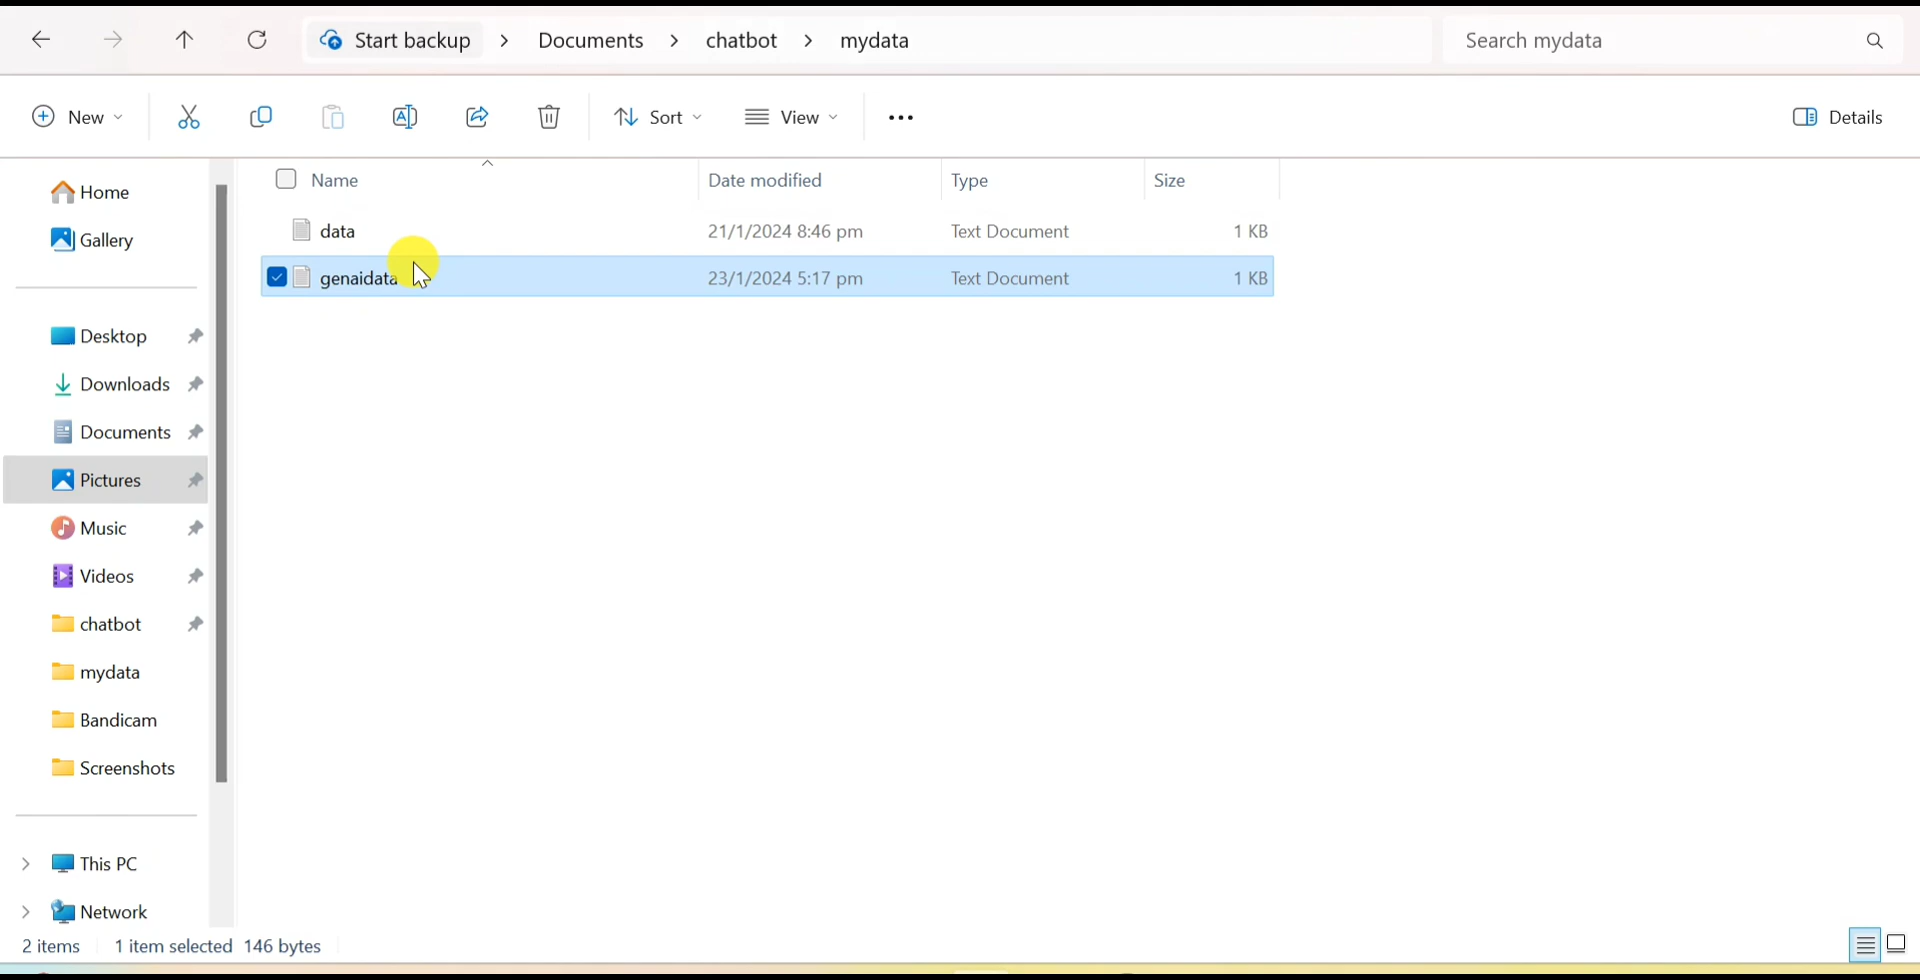 Start backup > Documents > chatbot > mydata
Search mydata
New
Sort
View
Details
Name Date modified Type Size
data 21/1/2024 8:46 pm Text Document 1 KB
genaidata 23/1/2024 5:17 pm Text Document 1 KB
Home
Gallery
Desktop
Downloads
Documents
Pictures
Music
Videos
chatbot
mydata
Bandicam
Screenshots
This PC
Network
2 items 1 item selected 146 bytes